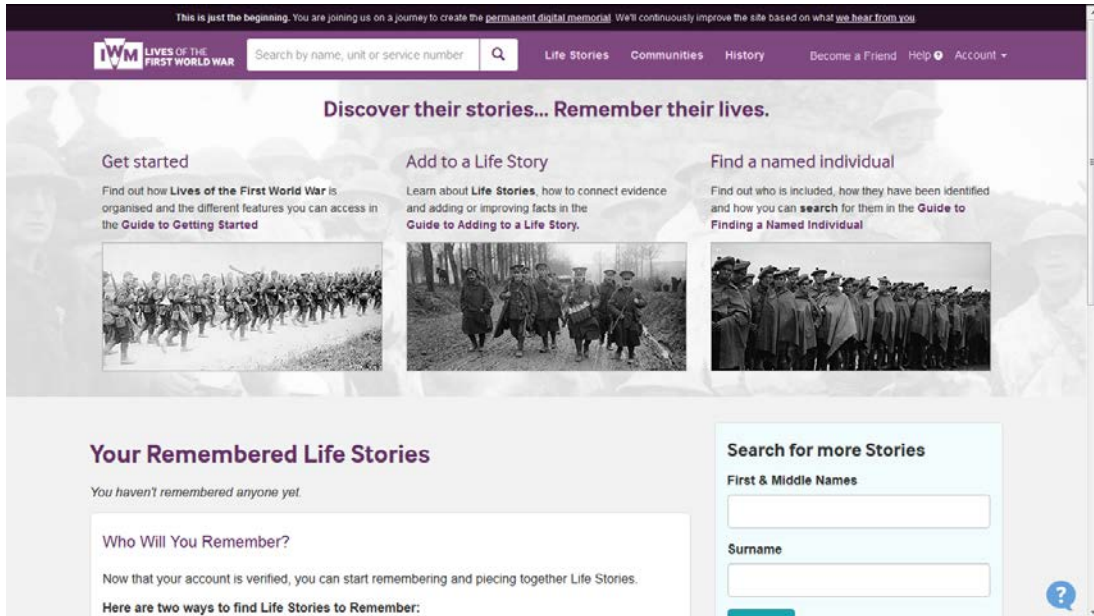 This is just the beginning. You are joining us on a journey to create the permanent digital memorial. We'll continuously improve the site based on what we hear from you.
IWM LIVES OF THE FIRST WORLD WAR
Search by name, unit or service number
Life Stories Communities History
Become a Friend Help ? Account
Discover their stories... Remember their lives.
Get started
Find out how Lives of the First World War is
organised and the different features you can access in
the Guide to Getting Started
Add to a Life Story
Learn about Life Stories, how to connect evidence
and adding or improving facts in the
Guide to Adding to a Life Story.
Find a named individual
Find out who is included, how they have been identified
and how you can search for them in the Guide to
Finding a Named Individual
Your Remembered Life Stories
You haven't remembered anyone yet.
Who Will You Remember?
Now that your account is verified, you can start remembering and piecing together Life Stories.
Here are two ways to find Life Stories to Remember:
Search for more Stories
First & Middle Names
Surname
?